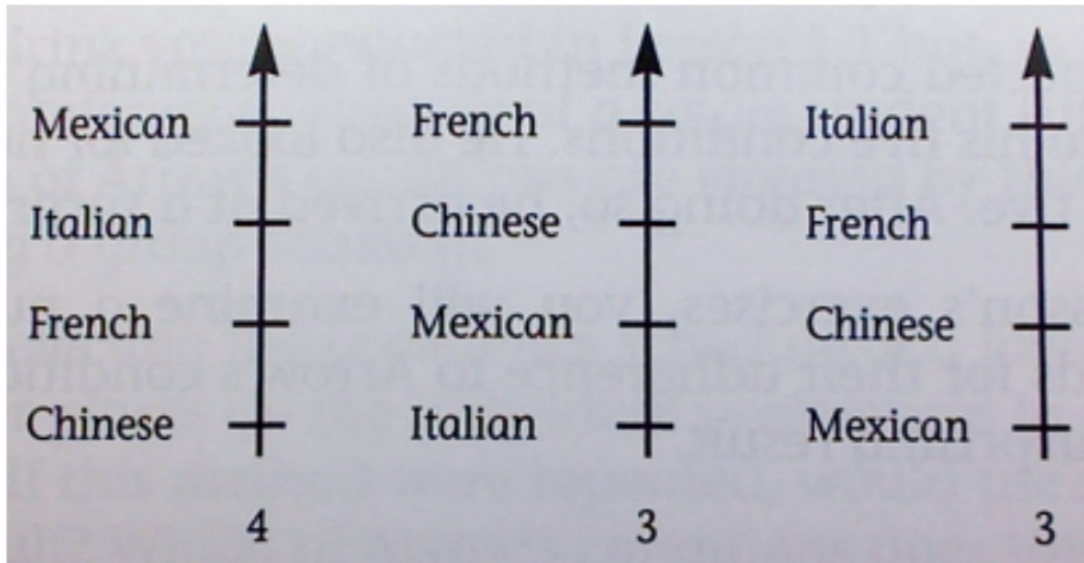 Mexican French Italian
Italian Chinese French
French Mexican Chinese
Chinese Italian Mexican
4 3 3